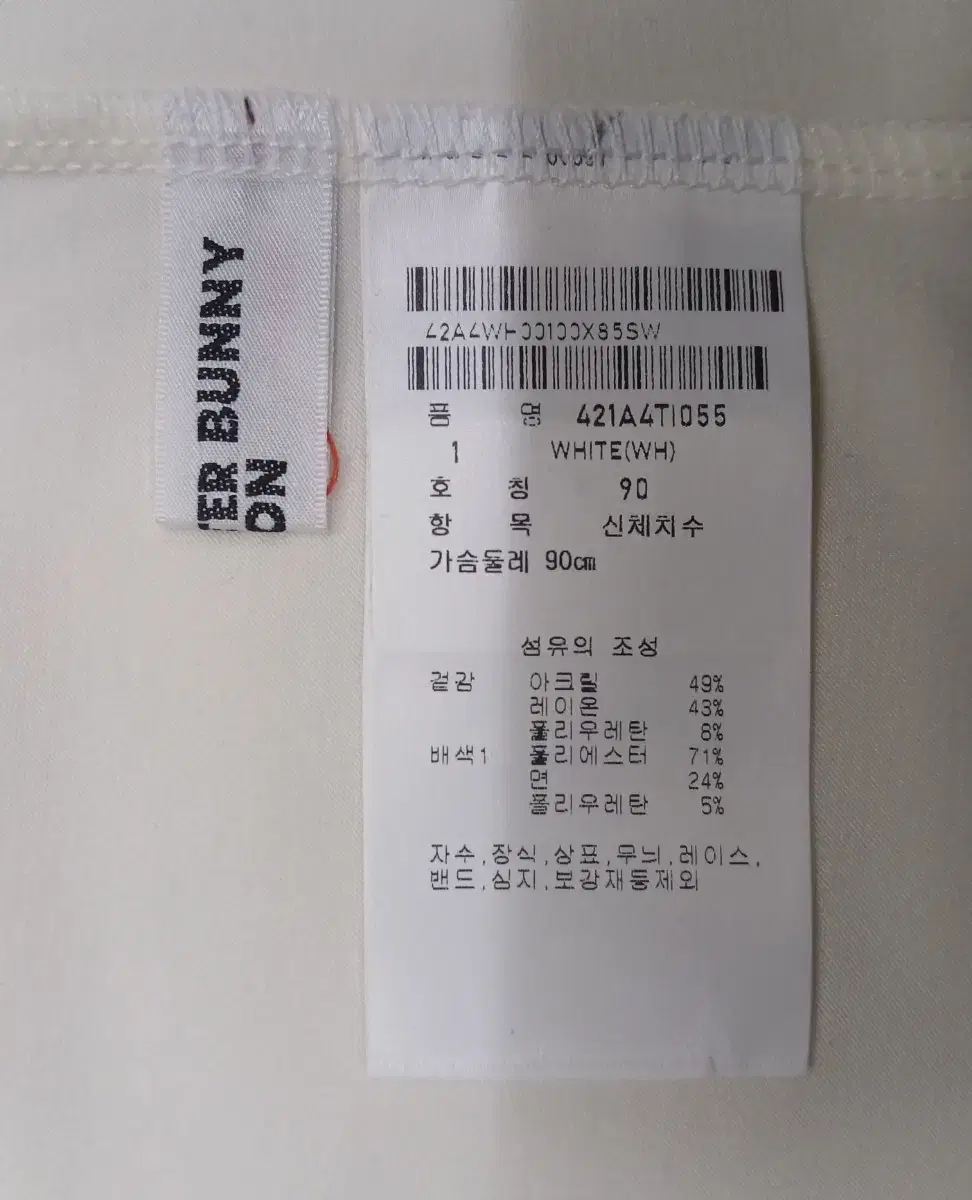 TER BUNNY
ON
42A4WH00100X85SW
품 명 421A4TI055
1 WHITE(WH)
호 칭 90
항 목 신체치수
가슴둘레 90cm
섬유의 조성
겉감 아크릴 49%
레이온 43%
폴리우레탄 8%
배색1 폴리에스터 71%
면 24%
폴리우레탄 5%
자수,장식,상표,무늬,레이스,
밴드,심지,보강재등제외